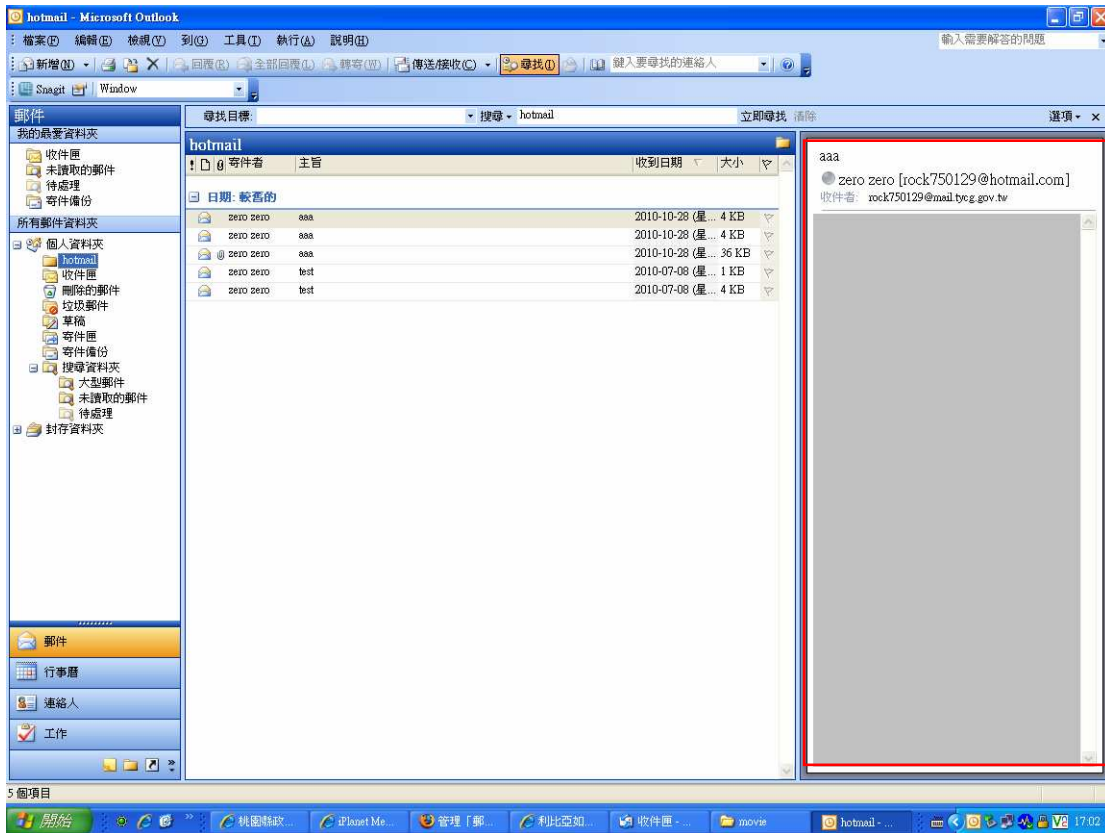 hotmail - Microsoft Outlook
檔案(F) 編輯(E) 檢視(V) 到(G) 工具(T) 執行(A) 說明(H) 輸入需要解答的問題
新增(N) 回覆(R) 全部回覆(L) 轉寄(W) 傳送/接收(C) 尋找(I) 鍵入要尋找的連絡人
Snagit Window
郵件 尋找目標: 搜尋 hotmail 立即尋找 清除 選項
我的最愛資料夾
收件匣
未讀取的郵件
待處理
寄件備份
所有郵件資料夾
個人資料夾
hotmail
收件匣
刪除的郵件
垃圾郵件
草稿
寄件匣
寄件備份
搜尋資料夾
大型郵件
未讀取的郵件
待處理
封存資料夾
郵件
行事曆
連絡人
工作
hotmail
寄件者 主旨 收到日期 大小
日期: 較舊的
zero zero aaa 2010-10-28 (星... 4 KB
zero zero aaa 2010-10-28 (星... 4 KB
zero zero aaa 2010-10-28 (星... 36 KB
zero zero test 2010-07-08 (星... 1 KB
zero zero test 2010-07-08 (星... 4 KB
aaa
zero zero [rock750129@hotmail.com]
收件者: rock750129@mail.tycg.gov.tw
5 個項目
開始 桃園縣政... iPlanet Me... 管理「郵... 利比亞如... 收件匣 - ... movie hotmail - ... 17:02